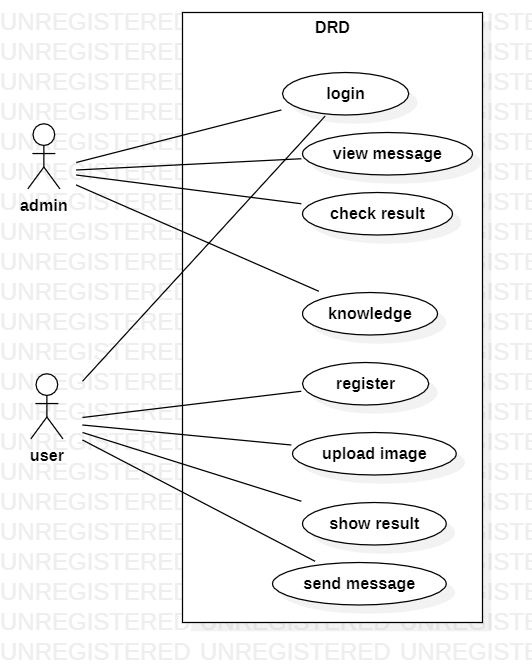 DRD
login
view message
check result
admin
knowledge
register
upload image
user
show result
send message
UNREGISTERED UNREGISTERED UNREGISTERED